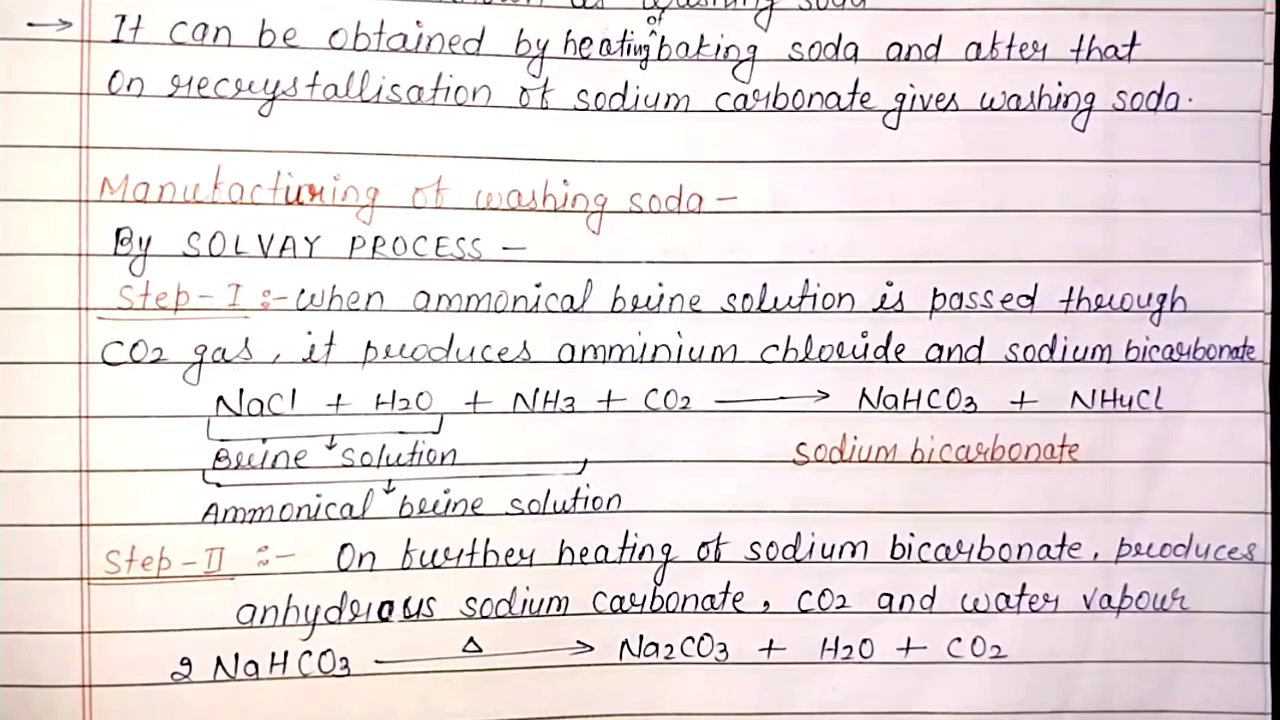 as washing soda
→ It can be obtained by heating of baking soda and after that
on recrystallisation of sodium carbonate gives washing soda.
Manufacturing of washing soda -
By SOLVAY PROCESS -
Step-I :- when ammonical brine solution is passed through
CO2 gas, it produces amminium chloride and sodium bicarbonate
NaCl + H2O + NH3 + CO2 ⟶ NaHCO3 + NH4Cl
Brine solution sodium bicarbonate
Ammonical brine solution
Step-II :- On further heating of sodium bicarbonate, produces
anhydrous sodium carbonate, CO2 and water vapour
2 NaHCO3 —Δ→ Na2CO3 + H2O + CO2